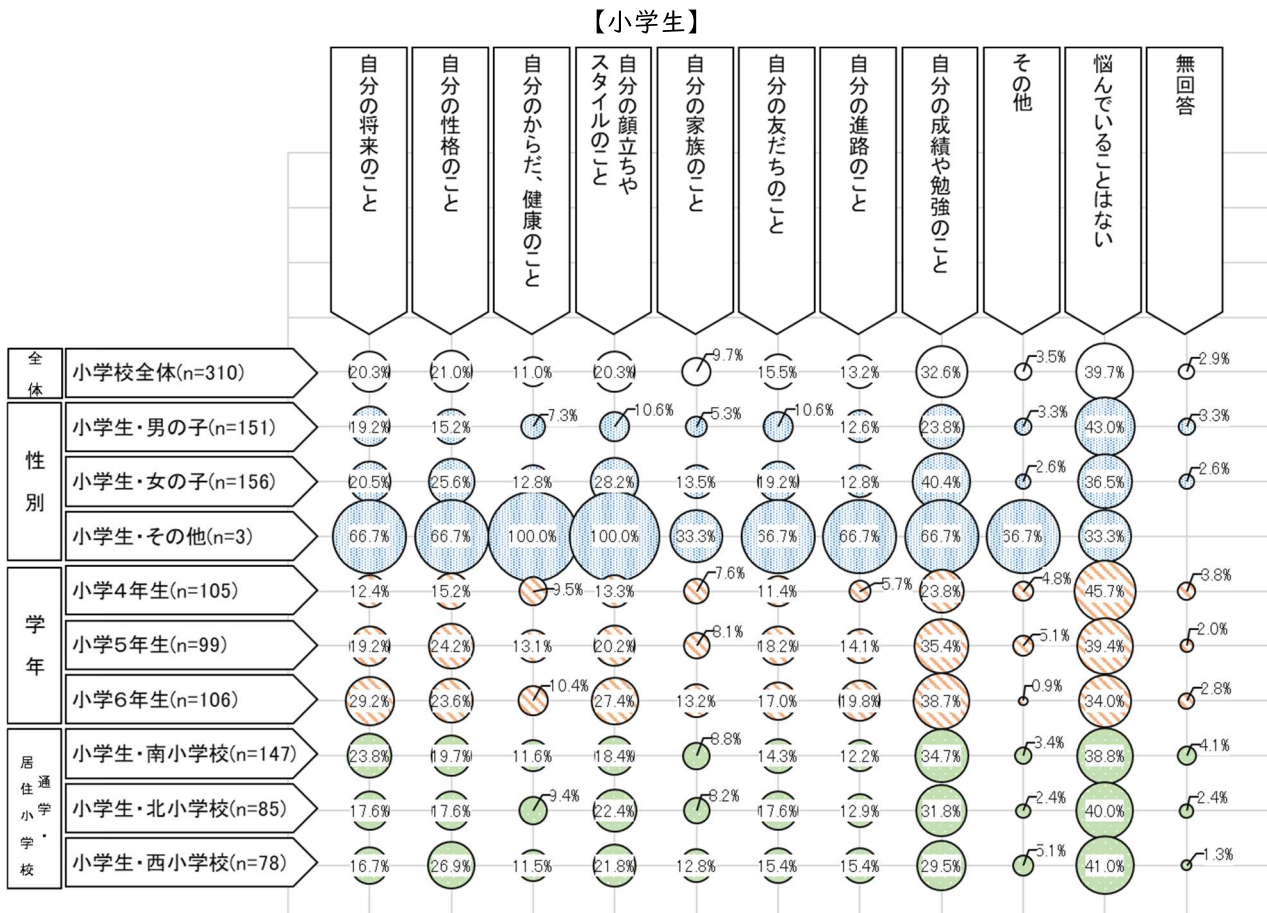 【小学生】
自分の将来のこと
自分の性格のこと
自分のからだ、健康のこと
自分の顔立ちや
スタイルのこと
自分の家族のこと
自分の友だちのこと
自分の進路のこと
自分の成績や勉強のこと
その他
悩んでいることはない
無回答
全体
小学校全体(n=310)
20.3% 21.0% 11.0% 20.3% 9.7% 15.5% 13.2% 32.6% 3.5% 39.7% 2.9%
性別
小学生・男の子(n=151)
19.2% 15.2% 7.3% 10.6% 5.3% 10.6% 12.6% 23.8% 3.3% 43.0% 3.3%
小学生・女の子(n=156)
20.5% 25.6% 12.8% 28.2% 13.5% 19.2% 12.8% 40.4% 2.6% 36.5% 2.6%
小学生・その他(n=3)
66.7% 66.7% 100.0% 100.0% 33.3% 66.7% 66.7% 66.7% 66.7% 33.3%
学年
小学4年生(n=105)
12.4% 15.2% 9.5% 13.3% 7.6% 11.4% 5.7% 23.8% 4.8% 45.7% 3.8%
小学5年生(n=99)
19.2% 24.2% 13.1% 20.2% 8.1% 18.2% 14.1% 35.4% 5.1% 39.4% 2.0%
小学6年生(n=106)
29.2% 23.6% 10.4% 27.4% 13.2% 17.0% 19.8% 38.7% 0.9% 34.0% 2.8%
通学・
居住小学校
小学生・南小学校(n=147)
23.8% 19.7% 11.6% 18.4% 8.8% 14.3% 12.2% 34.7% 3.4% 38.8% 4.1%
小学生・北小学校(n=85)
17.6% 17.6% 9.4% 22.4% 8.2% 17.6% 12.9% 31.8% 2.4% 40.0% 2.4%
小学生・西小学校(n=78)
16.7% 26.9% 11.5% 21.8% 12.8% 15.4% 15.4% 29.5% 5.1% 41.0% 1.3%